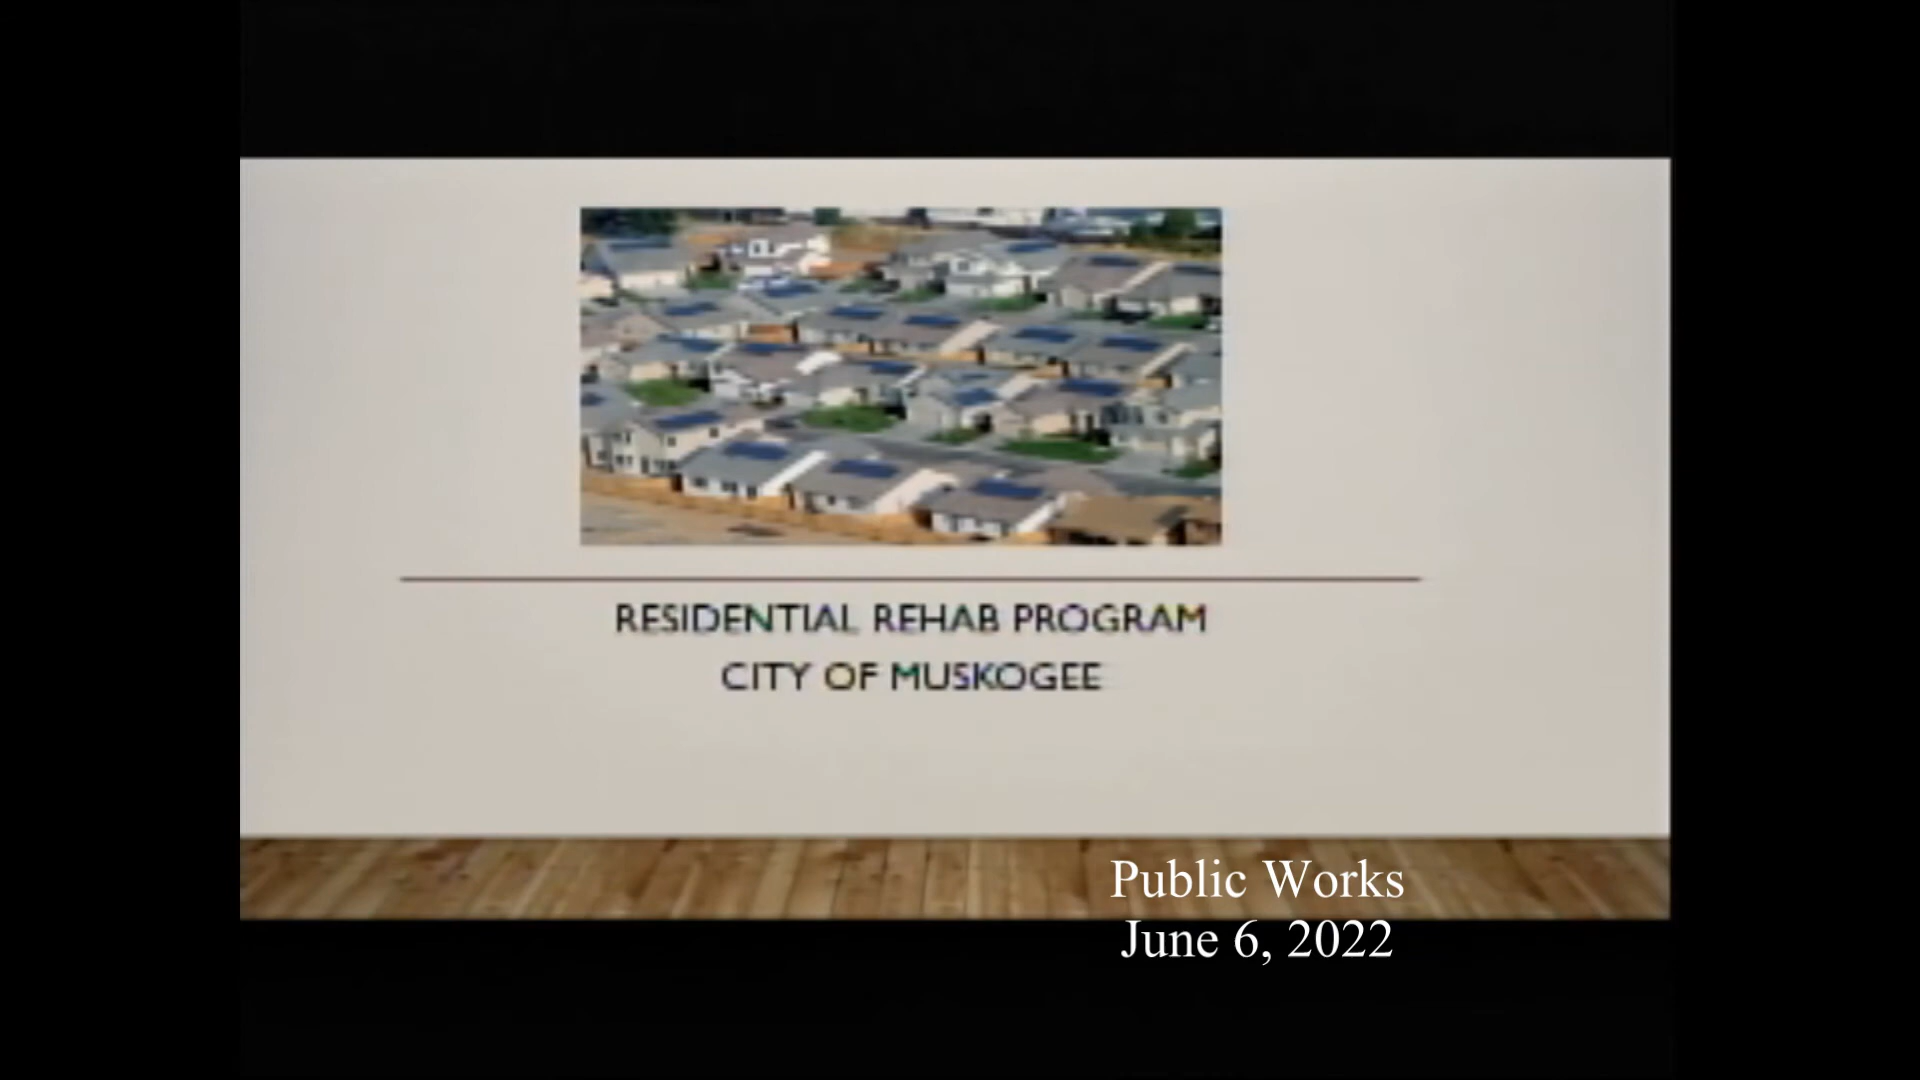 RESIDENTIAL REHAB PROGRAM
CITY OF MUSKOGEE
Public Works
June 6, 2022